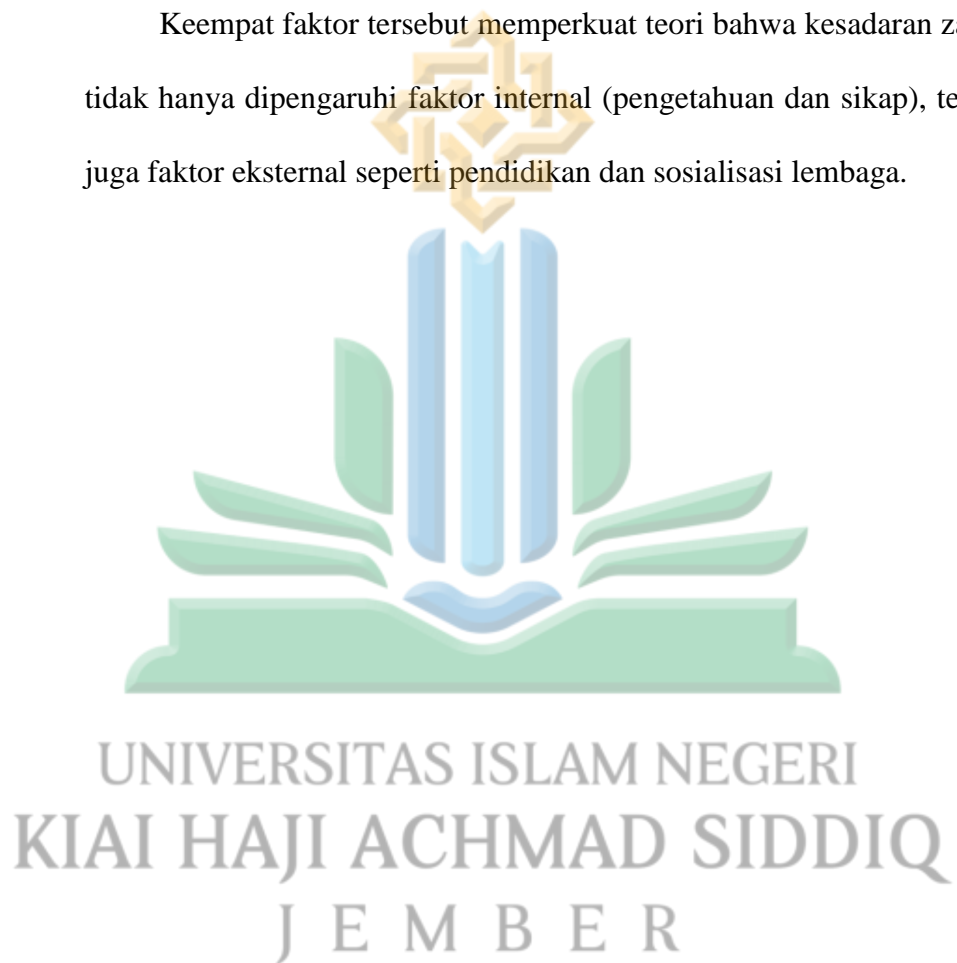 Keempat faktor tersebut memperkuat teori bahwa kesadaran
tidak hanya dipengaruhi faktor internal (pengetahuan dan sikap),
juga faktor eksternal seperti pendidikan dan sosialisasi lembaga.
UNIVERSITAS ISLAM NEGERI
KIAI HAJI ACHMAD SIDDIQ
JEMBER